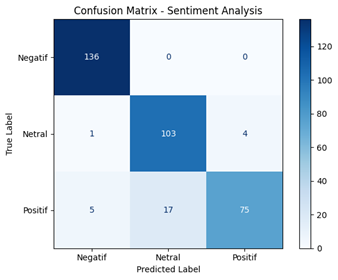 Confusion Matrix - Sentiment Analysis
Negatif 136 0 0
Netral 1 103 4
Positif 5 17 75
True Label
Negatif Netral Positif
Predicted Label
120
100
80
60
40
20
0